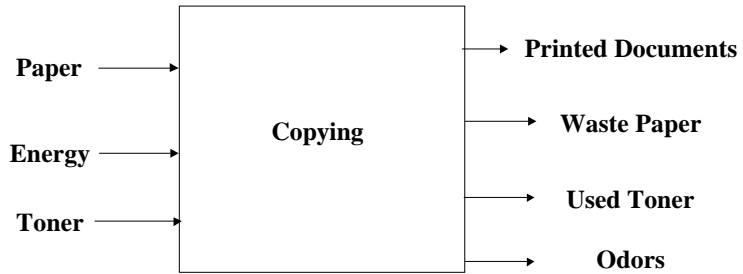 Paper
Energy
Toner
Copying
Printed Documents
Waste Paper
Used Toner
Odors